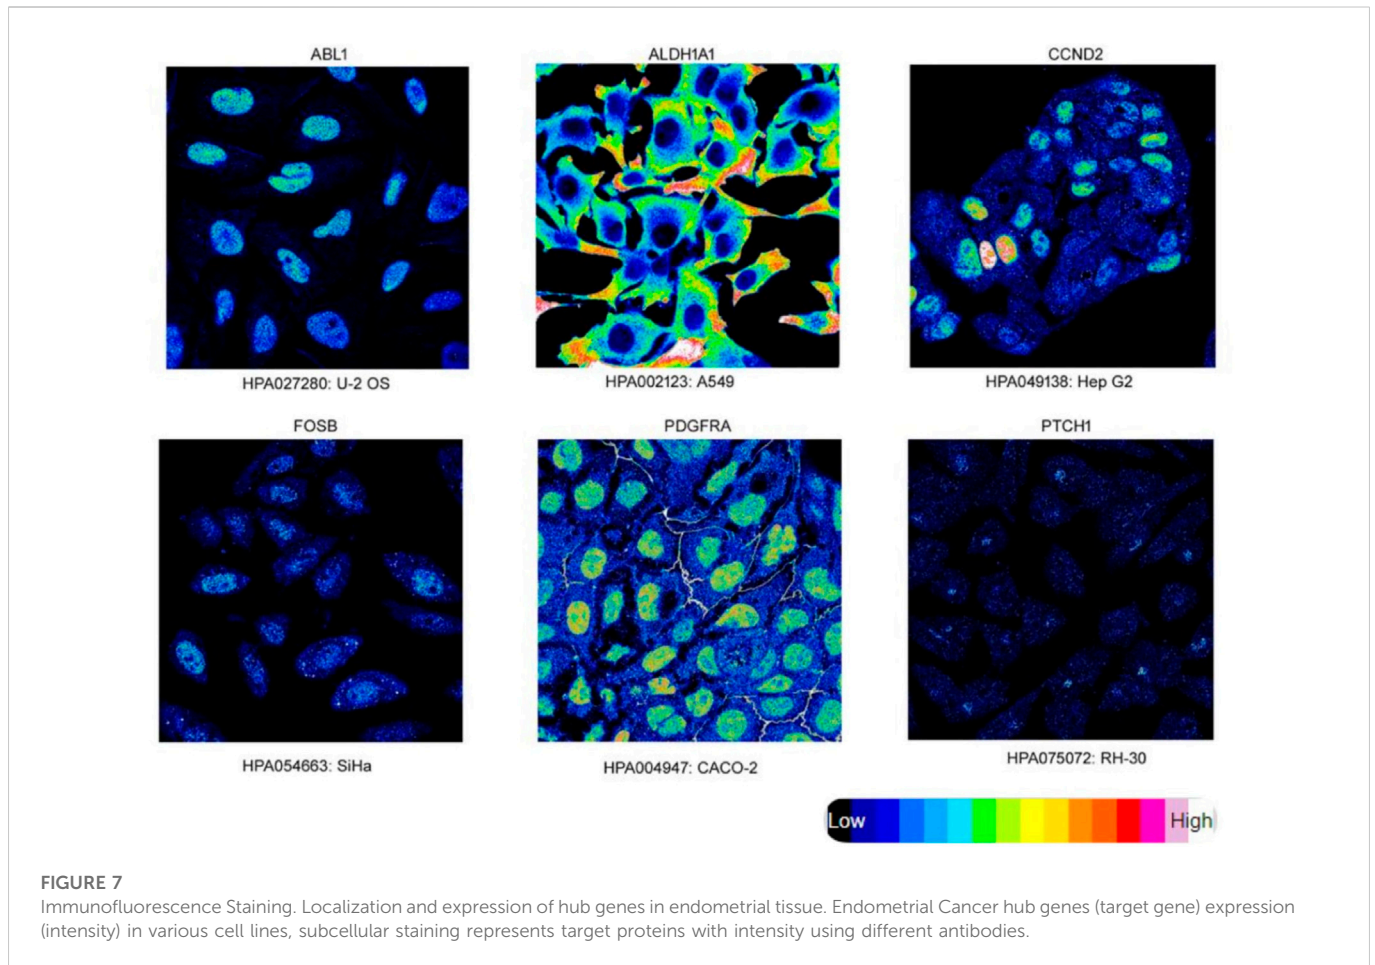 ABL1
ALDH1A1
CCND2
HPA027280: U-2 OS
HPA002123: A549
HPA049138: Hep G2
FOSB
PDGFRA
PTCH1
HPA054663: SiHa
HPA004947: CACO-2
HPA075072: RH-30
Low
High
FIGURE 7
Immunofluorescence Staining. Localization and expression of hub genes in endometrial tissue. Endometrial Cancer hub genes (target gene) expression
(intensity) in various cell lines, subcellular staining represents target proteins with intensity using different antibodies.